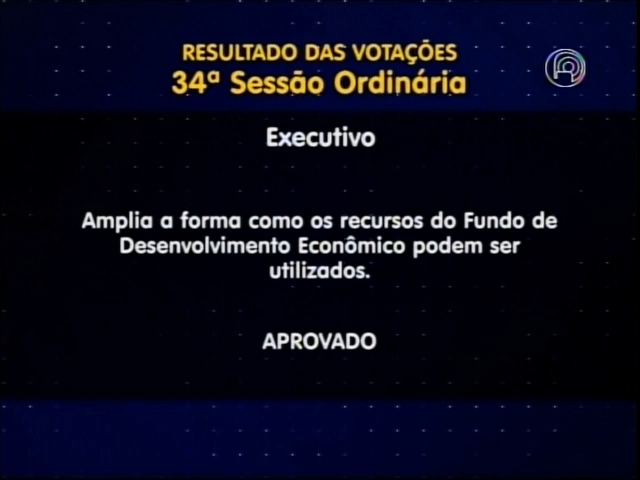 RESULTADO DAS VOTAÇÕES
34ª Sessão Ordinária
Executivo
Amplia a forma como os recursos do Fundo de
Desenvolvimento Econômico podem ser
utilizados.
APROVADO